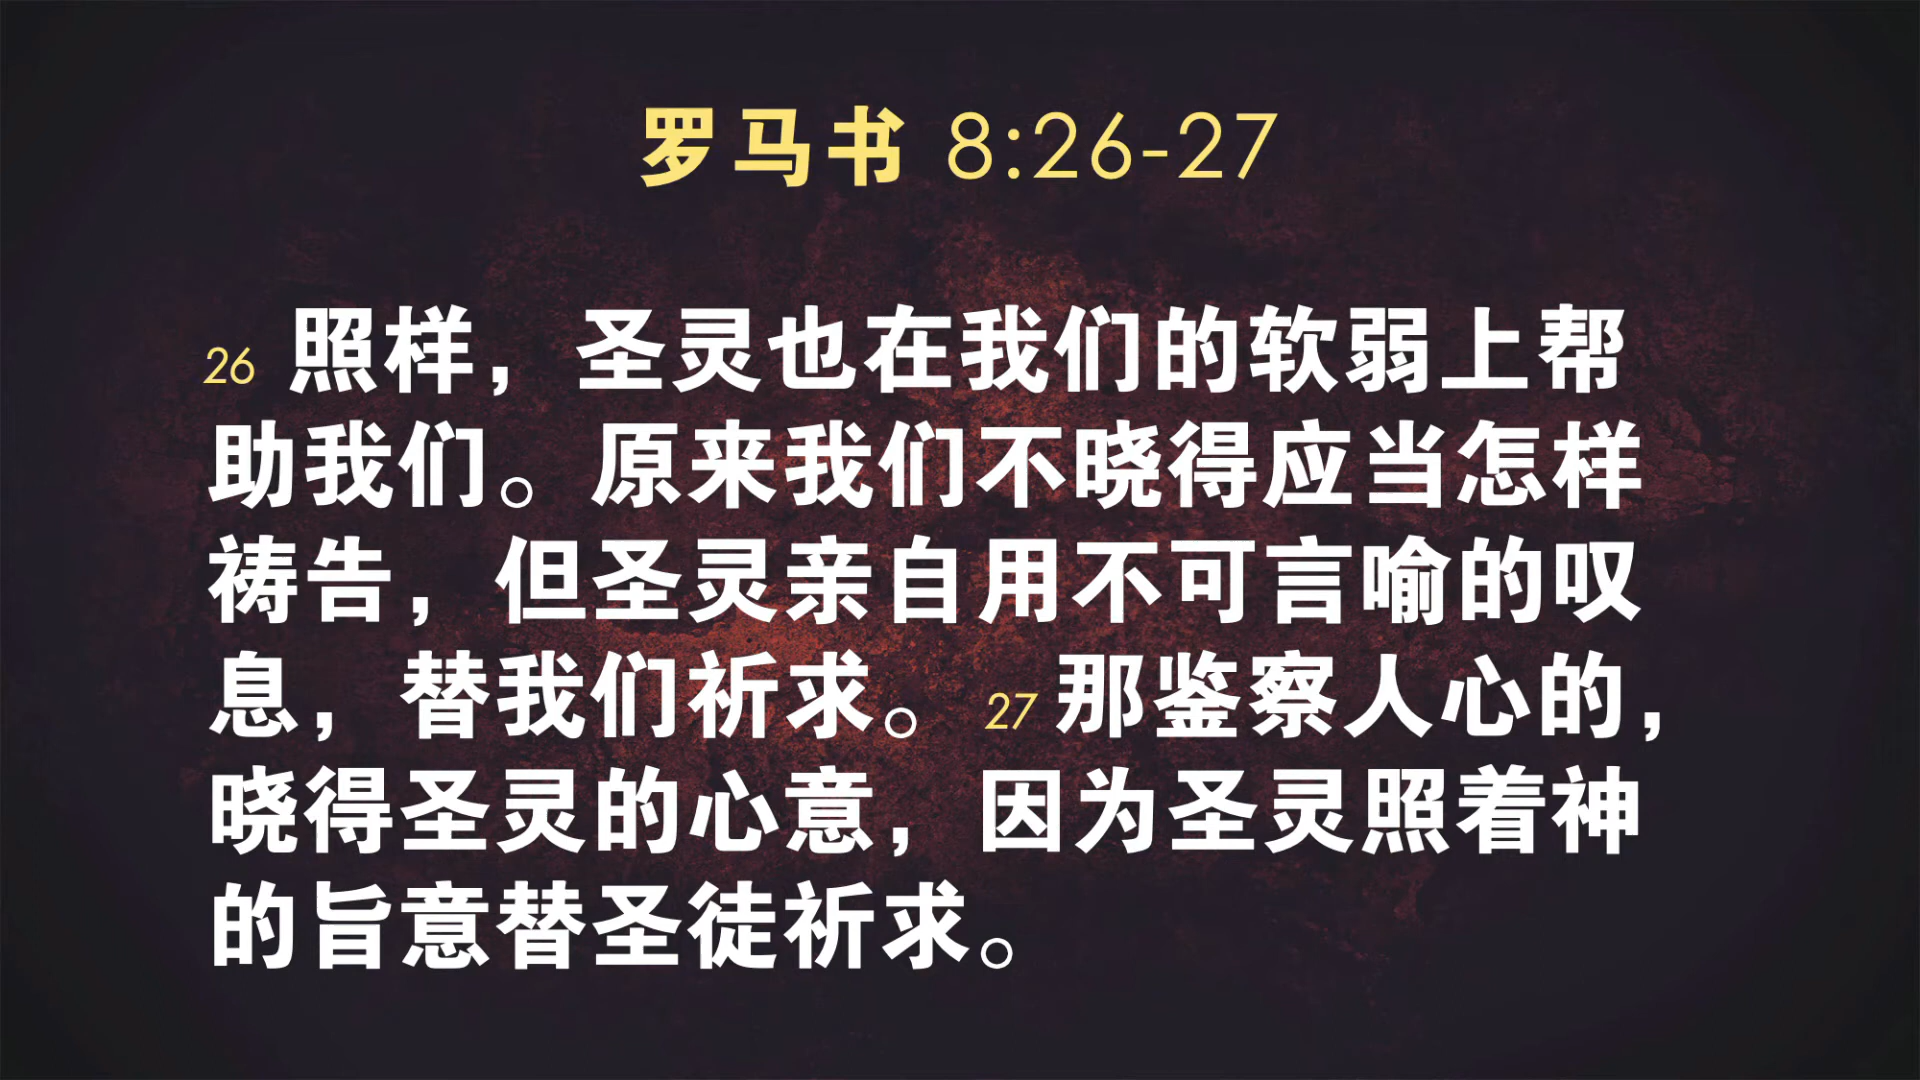 罗马书 8:26-27
26 照样，圣灵也在我们的软弱上帮
助我们。原来我们不晓得应当怎样
祷告，但圣灵亲自用不可言喻的叹
息，替我们祈求。27 那鉴察人心的，
晓得圣灵的心意，因为圣灵照着神
的旨意替圣徒祈求。